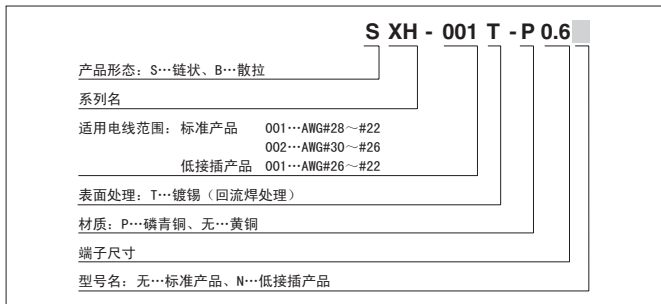 S XH - 001 T - P 0.6
产品形态：S…链状、B…散拉
系列名
适用电线范围：标准产品 001…AWG#28～#22
002…AWG#30～#26
低接插产品 001…AWG#26～#22
表面处理：T…镀锡（回流焊处理）
材质：P…磷青铜、无…黄铜
端子尺寸
型号名：无…标准产品、N…低接插产品